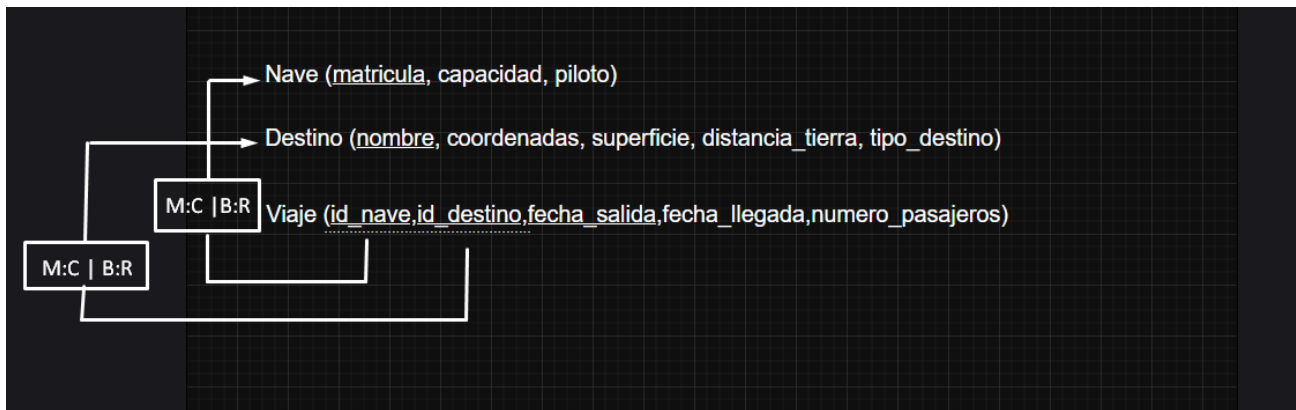 Nave (matricula, capacidad, piloto)
Destino (nombre, coordenadas, superficie, distancia_tierra, tipo_destino)
M:C |B:R
Viaje (id_nave,id_destino,fecha_salida,fecha_llegada,numero_pasajeros)
M:C | B:R